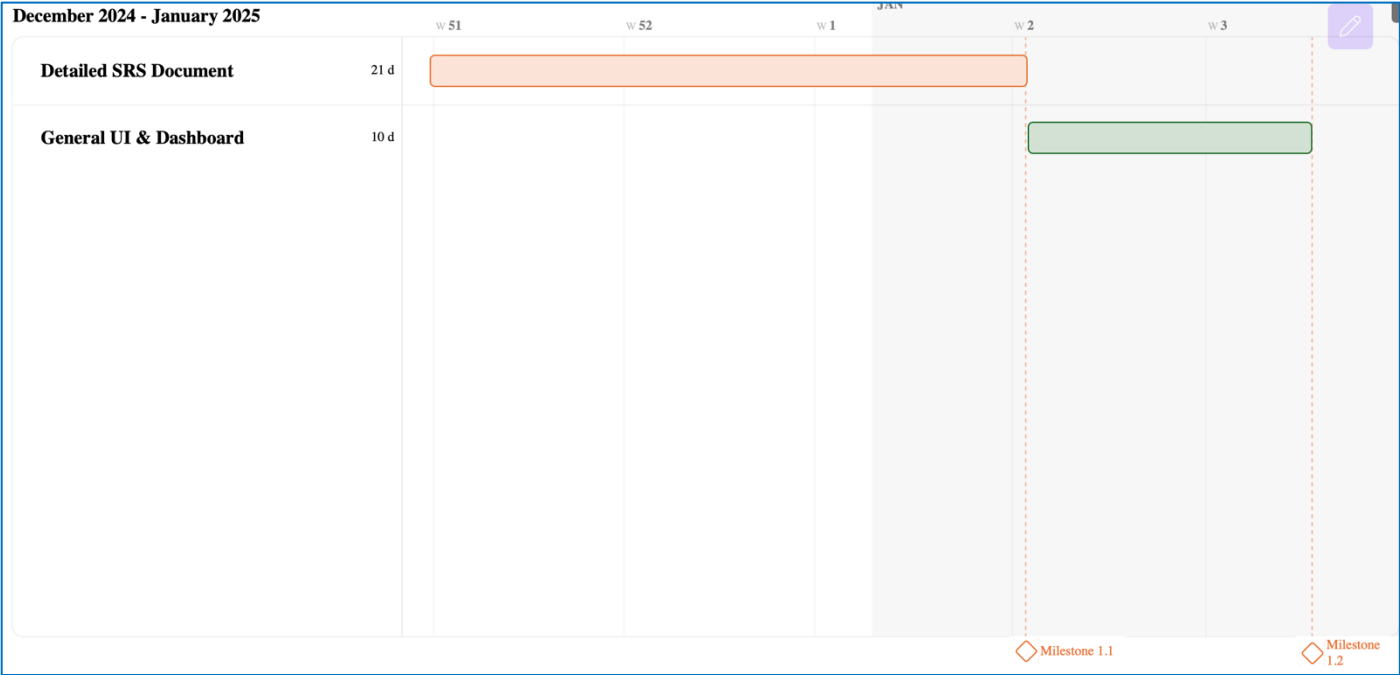 December 2024 - January 2025
JAN
W 51
W 52
W 1
W 2
W 3
Detailed SRS Document
21 d
General UI & Dashboard
10 d
Milestone 1.1
Milestone
1.2